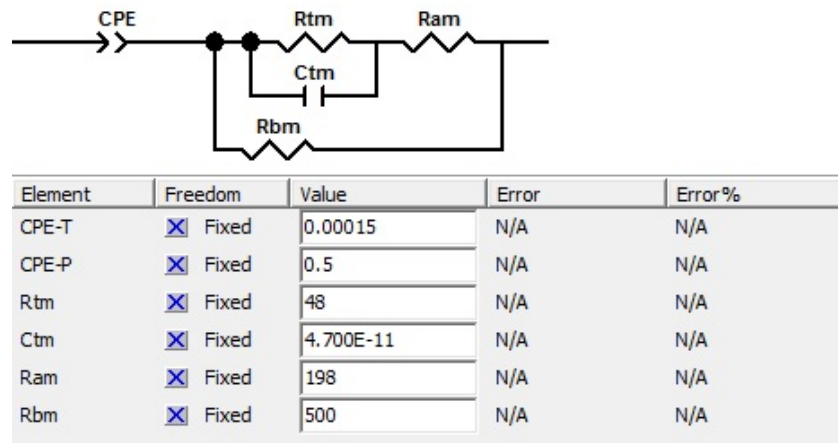 CPE Rtm Ram
Ctm
Rbm
Element Freedom Value Error Error%
CPE-T Fixed 0.00015 N/A N/A
CPE-P Fixed 0.5 N/A N/A
Rtm Fixed 48 N/A N/A
Ctm Fixed 4.700E-11 N/A N/A
Ram Fixed 198 N/A N/A
Rbm Fixed 500 N/A N/A